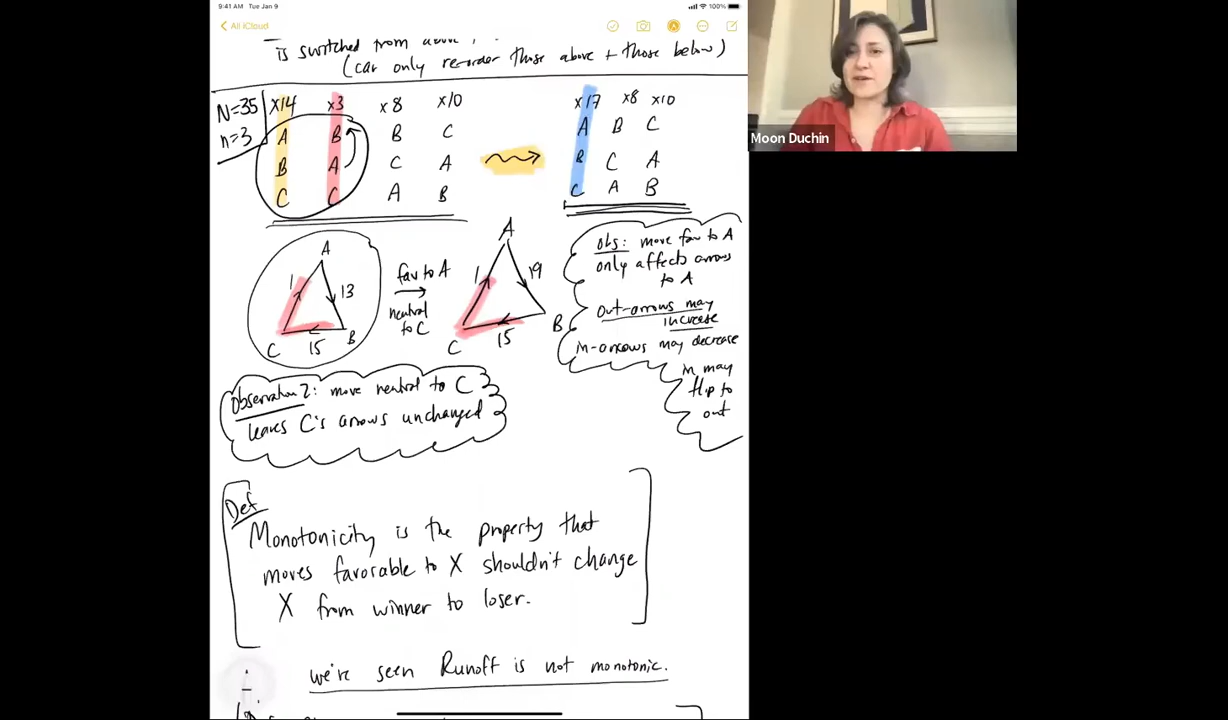 9:41 AM Tue Jan 9
100%
All iCloud
is switched from above
(can only re-order those above + those below)
N=35
n=3
x14 x3 x8 x10
A B B C
B A C A
C C A B
x17 x8 x10
A B C
B C A
C A B
A
1
13
C 15 B
fav to A
neutral
to C
A
1
19
B
C 15
obs: move fav to A
only affects arrows
to A
out-arrows may
increase
in-arrows may decrease
in may
flip to
out
Observation 2: move neutral to C
leaves C's arrows unchanged
Def
Monotonicity is the property that
moves favorable to X shouldn't change
X from winner to loser.
we've seen Runoff is not monotonic.
Moon Duchin